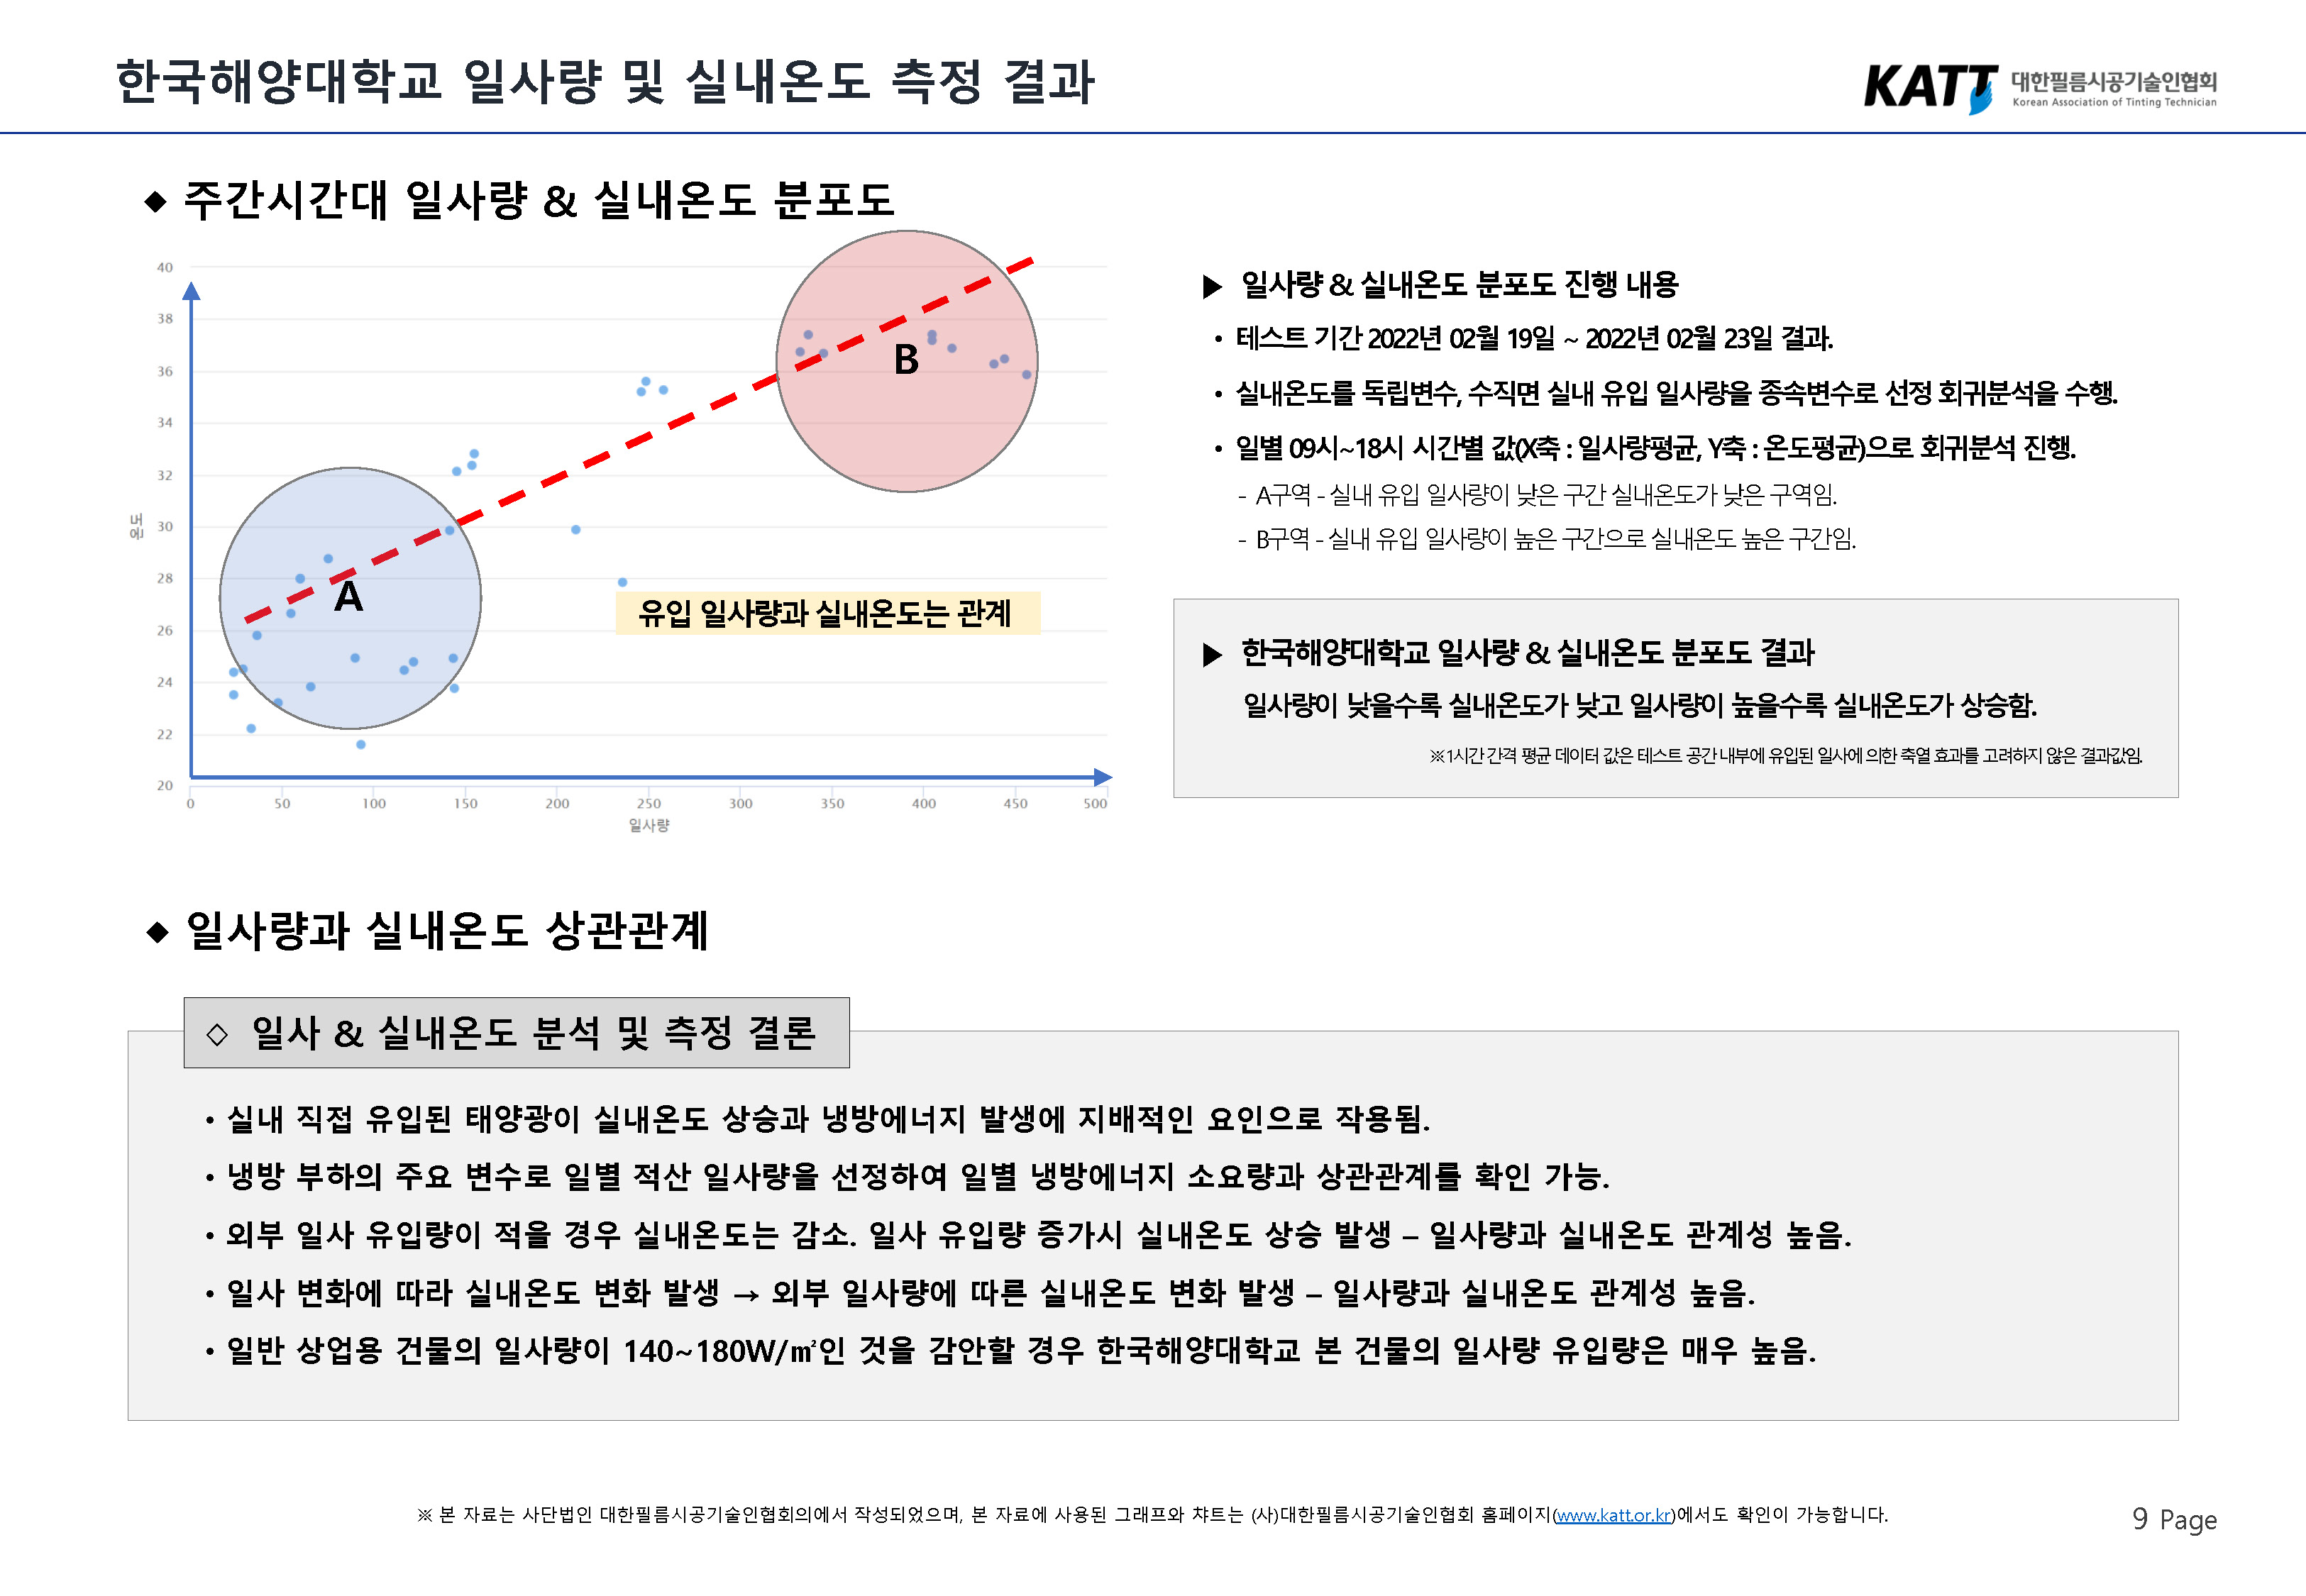 한국해양대학교 일사량 및 실내온도 측정 결과
KATT 대한필름시공기술인협회
Korean Association of Tinting Technician
◆ 주간시간대 일사량 & 실내온도 분포도
40
38
36
34
32
30
28
26
24
22
20
온도
0 50 100 150 200 250 300 350 400 450 500
일사량
A
B
유입 일사량과 실내온도는 관계
▶ 일사량 & 실내온도 분포도 진행 내용
• 테스트 기간 2022년 02월 19일 ~ 2022년 02월 23일 결과.
• 실내온도를 독립변수, 수직면 실내 유입 일사량을 종속변수로 선정 회귀분석을 수행.
• 일별 09시~18시 시간별 값(X축 : 일사량평균, Y축 : 온도평균)으로 회귀분석 진행.
- A구역 - 실내 유입 일사량이 낮은 구간 실내온도가 낮은 구역임.
- B구역 - 실내 유입 일사량이 높은 구간으로 실내온도 높은 구간임.
▶ 한국해양대학교 일사량 & 실내온도 분포도 결과
일사량이 낮을수록 실내온도가 낮고 일사량이 높을수록 실내온도가 상승함.
※1시간 간격 평균 데이터 값은 테스트 공간 내부에 유입된 일사에 의한 축열 효과를 고려하지 않은 결과값임.
◆ 일사량과 실내온도 상관관계
◇ 일사 & 실내온도 분석 및 측정 결론
• 실내 직접 유입된 태양광이 실내온도 상승과 냉방에너지 발생에 지배적인 요인으로 작용됨.
• 냉방 부하의 주요 변수로 일별 적산 일사량을 선정하여 일별 냉방에너지 소요량과 상관관계를 확인 가능.
• 외부 일사 유입량이 적을 경우 실내온도는 감소. 일사 유입량 증가시 실내온도 상승 발생 – 일사량과 실내온도 관계성 높음.
• 일사 변화에 따라 실내온도 변화 발생 → 외부 일사량에 따른 실내온도 변화 발생 – 일사량과 실내온도 관계성 높음.
• 일반 상업용 건물의 일사량이 140~180W/㎡인 것을 감안할 경우 한국해양대학교 본 건물의 일사량 유입량은 매우 높음.
※ 본 자료는 사단법인 대한필름시공기술인협회의에서 작성되었으며, 본 자료에 사용된 그래프와 챠트는 (사)대한필름시공기술인협회 홈페이지(www.katt.or.kr)에서도 확인이 가능합니다.
9 Page